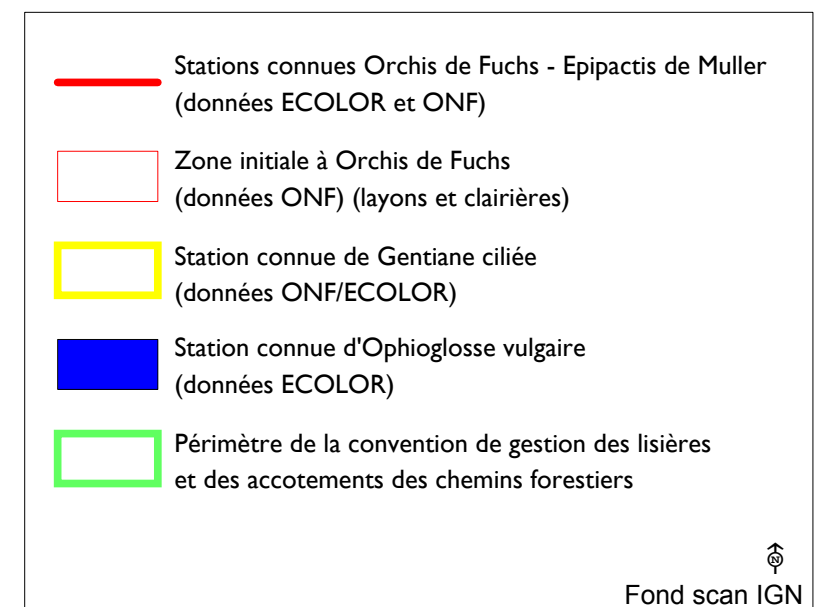 Stations connues Orchis de Fuchs - Epipactis de Muller
(données ECOLOR et ONF)
Zone initiale à Orchis de Fuchs
(données ONF) (layons et clairières)
Station connue de Gentiane ciliée
(données ONF/ECOLOR)
Station connue d'Ophioglosse vulgaire
(données ECOLOR)
Périmètre de la convention de gestion des lisières
et des accotements des chemins forestiers
N
Fond scan IGN